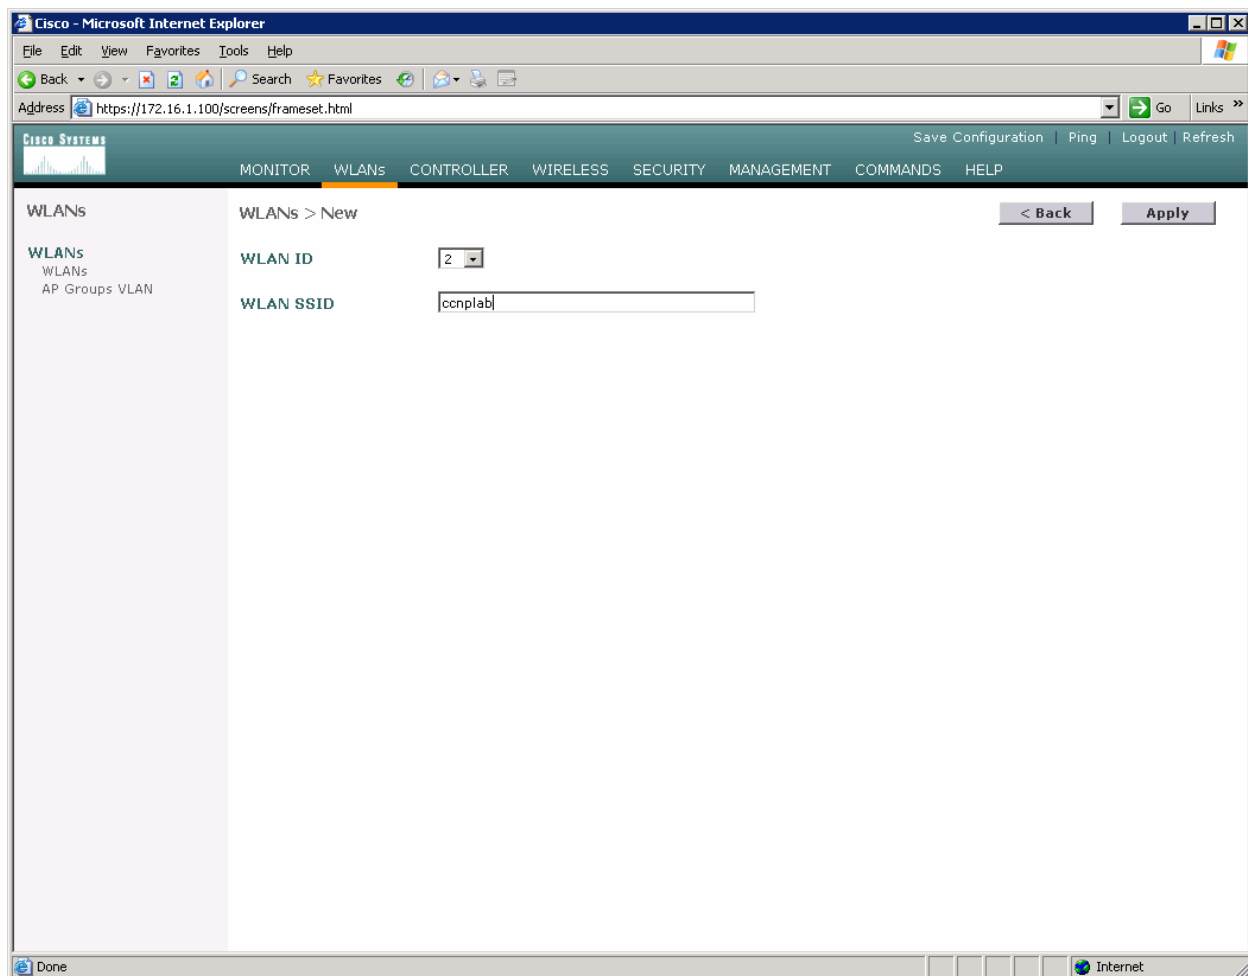 Cisco - Microsoft Internet Explorer
File Edit View Favorites Tools Help
Back Search Favorites
Address https://172.16.1.100/screens/frameset.html Go Links »
CISCO SYSTEMS
Save Configuration | Ping | Logout | Refresh
MONITOR WLANs CONTROLLER WIRELESS SECURITY MANAGEMENT COMMANDS HELP
WLANs
WLANs > New
< Back Apply
WLANs
WLANs
AP Groups VLAN
WLAN ID 2
WLAN SSID ccnplab
Done Internet